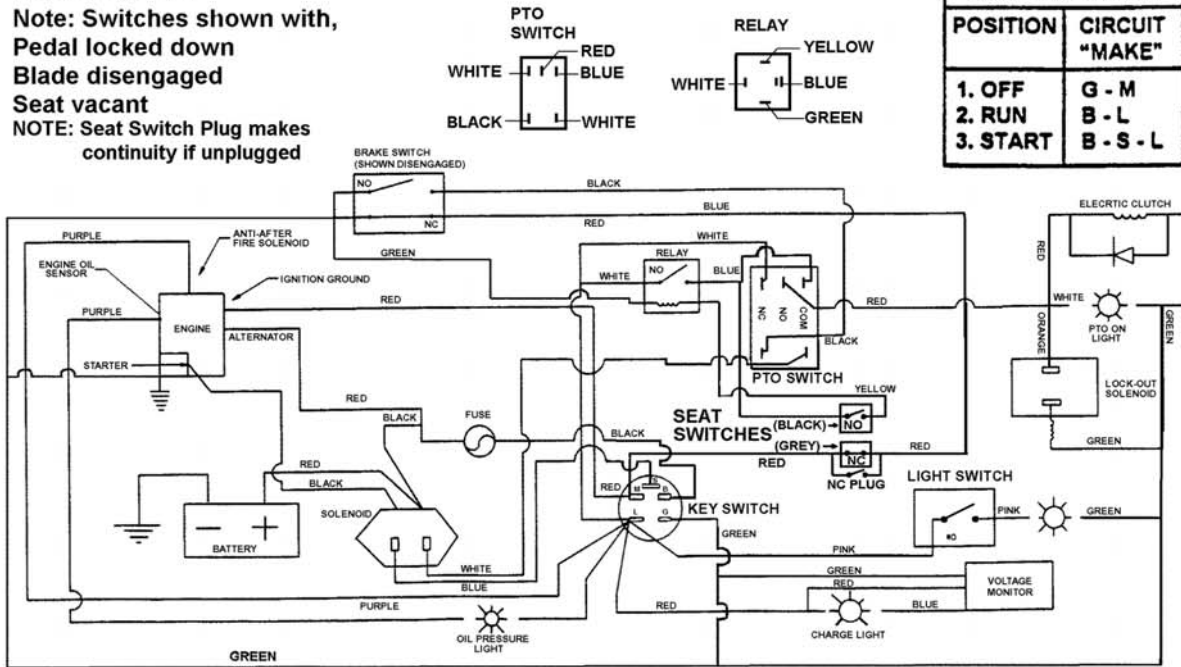 Note: Switches shown with,
Pedal locked down
Blade disengaged
Seat vacant
NOTE: Seat Switch Plug makes
continuity if unplugged
PTO
SWITCH
RED
WHITE
BLUE
BLACK
WHITE
RELAY
YELLOW
WHITE
BLUE
GREEN
POSITION CIRCUIT
"MAKE"
1. OFF G - M
2. RUN B - L
3. START B - S - L
BRAKE SWITCH
(SHOWN DISENGAGED)
NO
NC
BLACK
BLUE
RED
ELECRTIC CLUTCH
PURPLE
ANTI-AFTER
FIRE SOLENOID
GREEN
WHITE
RELAY
NO
WHITE
BLUE
RED
ENGINE OIL
SENSOR
IGNITION GROUND
RED
PURPLE
ENGINE
ALTERNATOR
STARTER
NC
NO
COM
RED
BLACK
PTO SWITCH
WHITE
PTO ON
LIGHT
GREEN
ORANGE
LOCK-OUT
SOLENOID
GREEN
RED
BLACK
FUSE
BLACK
YELLOW
SEAT
SWITCHES
(BLACK)
NO
(GREY)
NC
RED
RED
NC PLUG
RED
BLACK
SOLENOID
BATTERY
RED
M
S
B
L
G
KEY SWITCH
GREEN
LIGHT SWITCH
NO
PINK
GREEN
PINK
WHITE
BLUE
PURPLE
OIL PRESSURE
LIGHT
RED
GREEN
RED
BLUE
CHARGE LIGHT
VOLTAGE
MONITOR
GREEN